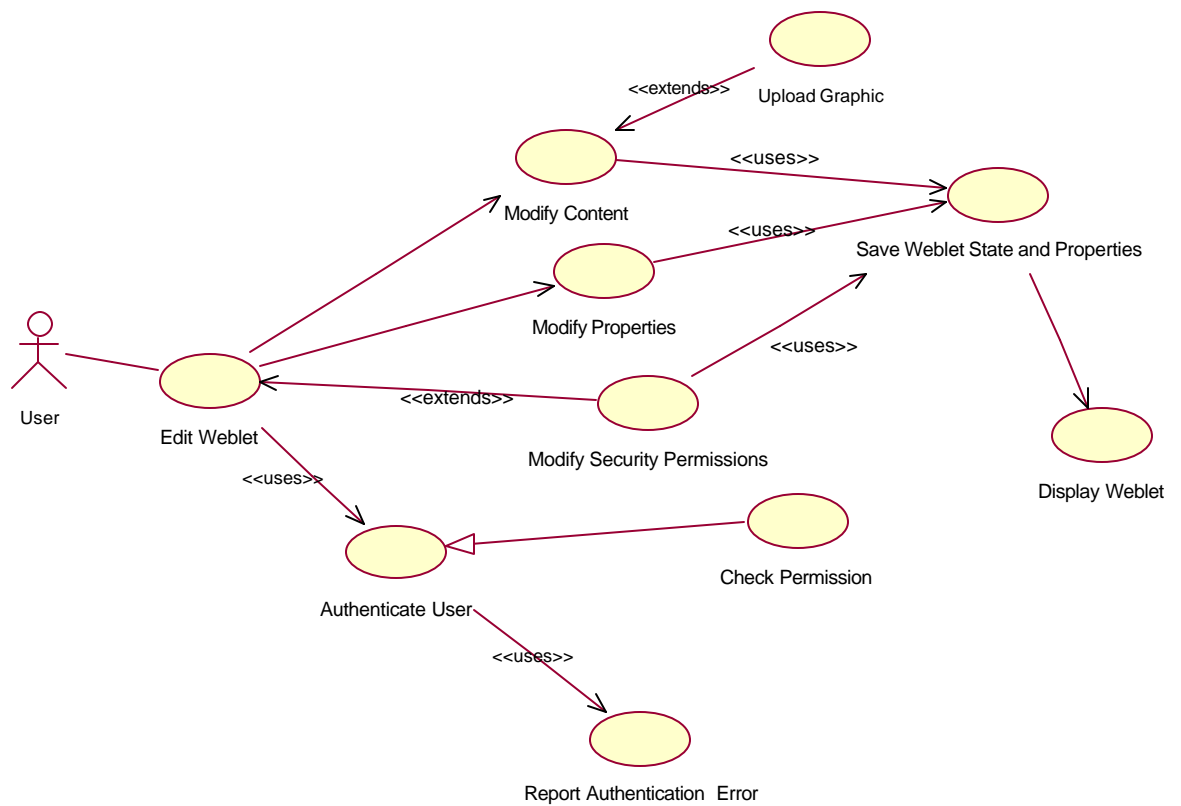 <<extends>>
Upload Graphic
<<uses>>
Modify Content
<<uses>>
Save Weblet State and Properties
Modify Properties
<<uses>>
<<extends>>
User
Edit Weblet
Modify Security Permissions
<<uses>>
Display Weblet
Check Permission
Authenticate User
<<uses>>
Report Authentication Error